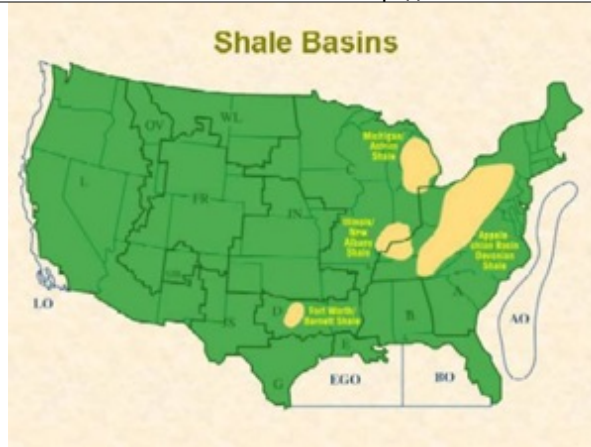 Shale Basins
OV
WL
Michigan/
Antrim
Shale
L
C
FR
IN
Illinois/
New
Albany
Shale
Appala
chian Basin
Devonian
Shale
LO
D
Fort Worth/
Barnett Shale
A
B
JS
E
AO
G
EGO
BO